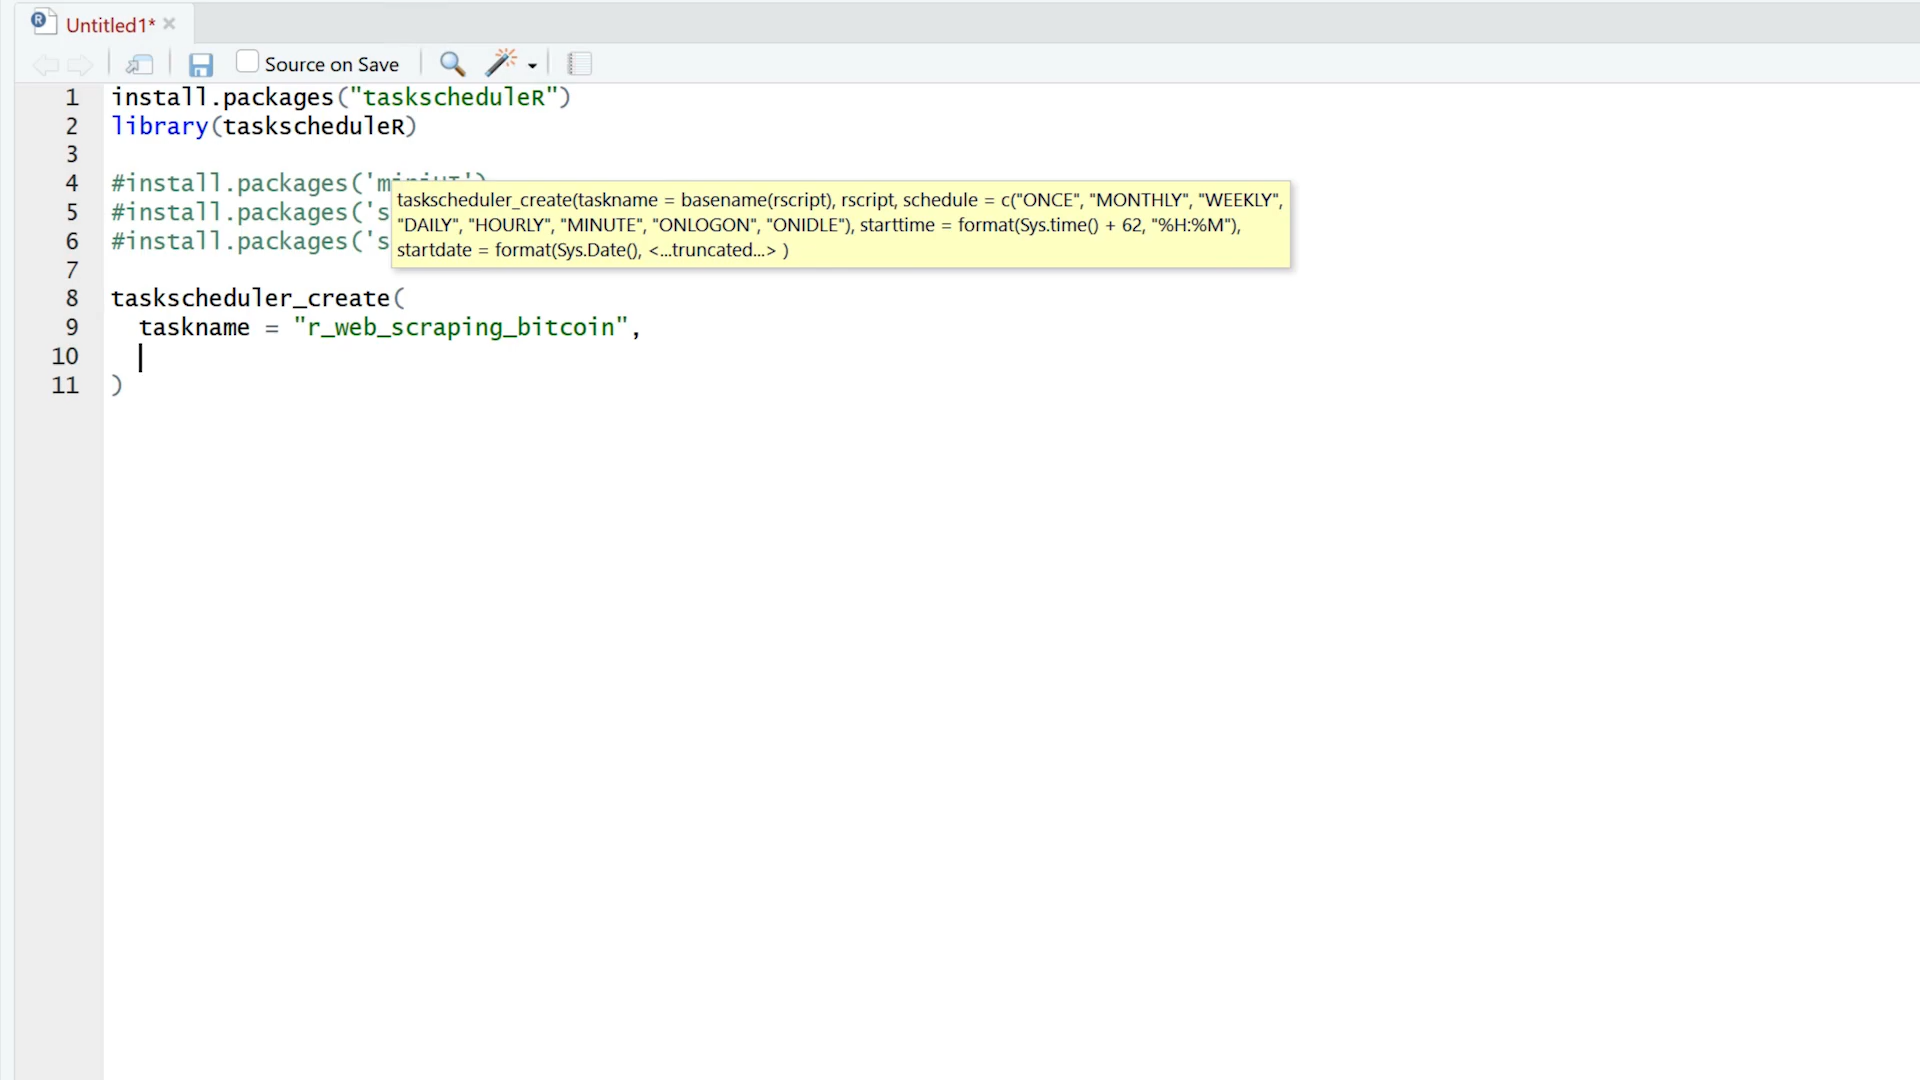 Untitled1*
Source on Save
1 install.packages("taskscheduleR")
2 library(taskscheduleR)
3
4 #install.packages('miniUI')
5 #install.packages('s
6 #install.packages('s
taskscheduler_create(taskname = basename(rscript), rscript, schedule = c("ONCE", "MONTHLY", "WEEKLY",
"DAILY", "HOURLY", "MINUTE", "ONLOGON", "ONIDLE"), starttime = format(Sys.time() + 62, "%H:%M"),
startdate = format(Sys.Date(), <...truncated...> )
7
8 taskscheduler_create(
9 taskname = "r_web_scraping_bitcoin",
10
11 )